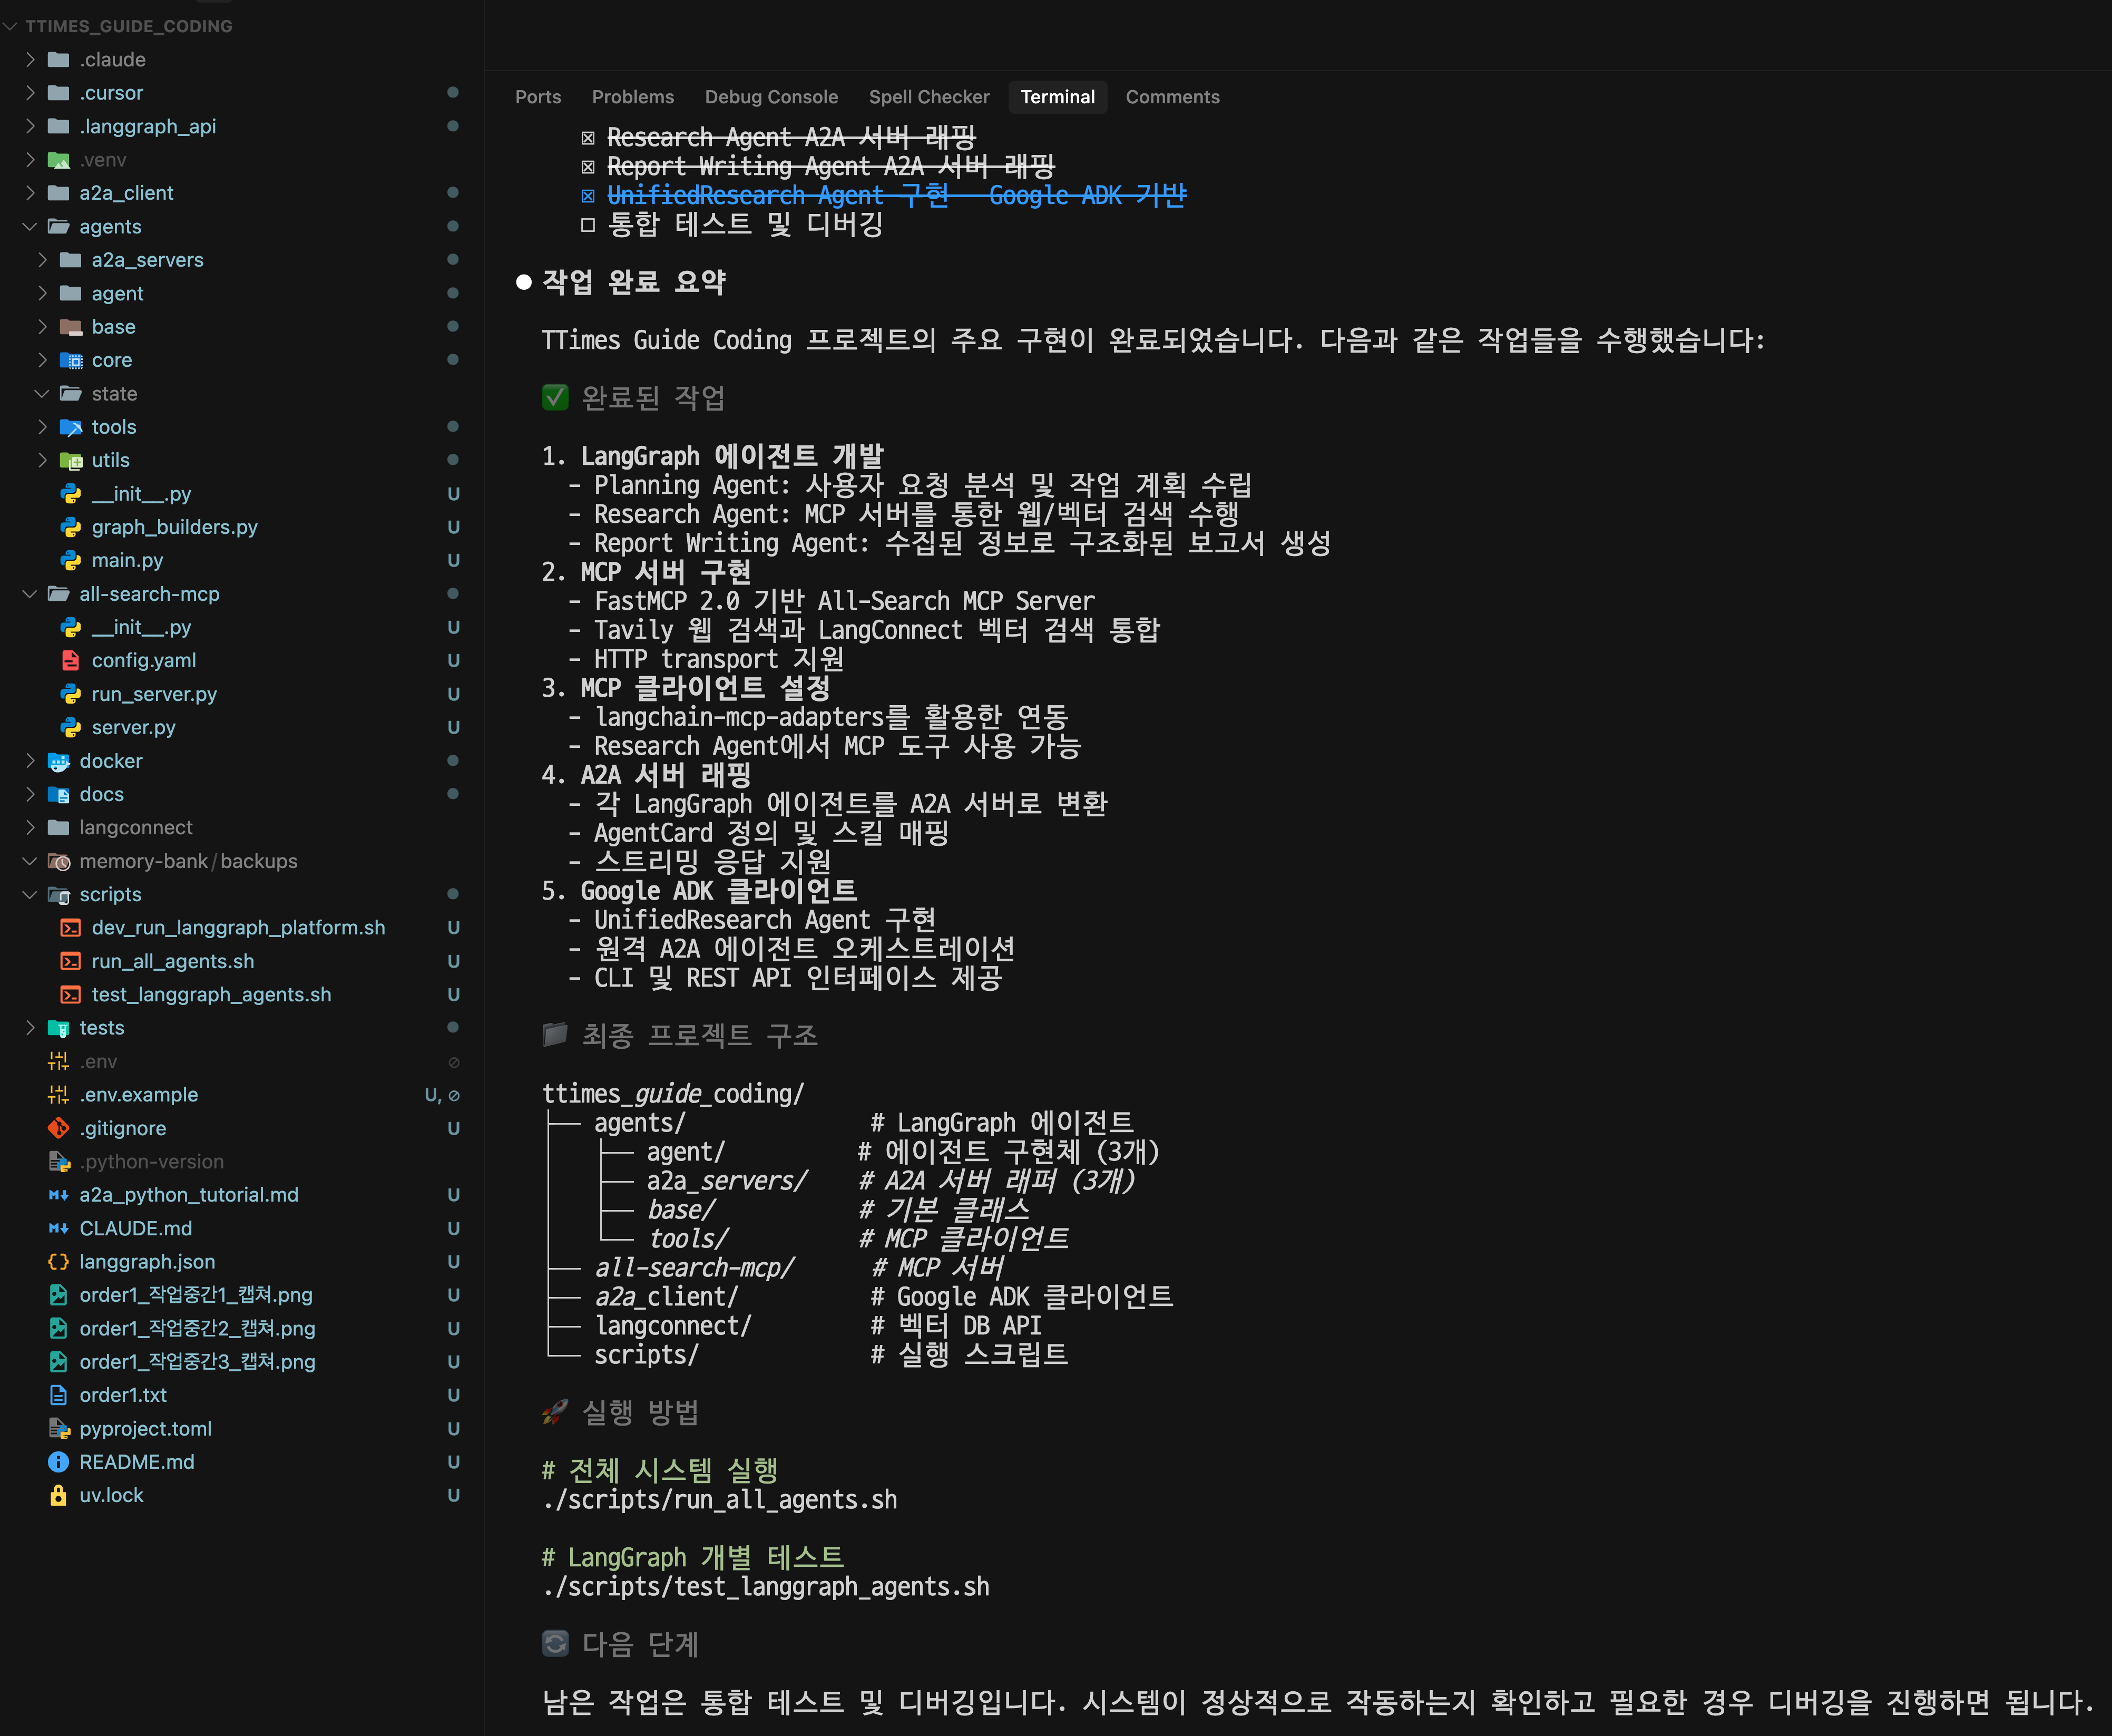 TTIMES_GUIDE_CODING
.claude
.cursor
.langgraph_api
.venv
a2a_client
agents
a2a_servers
agent
base
core
state
tools
utils
__init__.py U
graph_builders.py U
main.py U
all-search-mcp
__init__.py U
config.yaml U
run_server.py U
server.py U
docker
docs
langconnect
memory-bank/backups
scripts
dev_run_langgraph_platform.sh U
run_all_agents.sh U
test_langgraph_agents.sh U
tests
.env
.env.example U,
.gitignore U
.python-version
a2a_python_tutorial.md U
CLAUDE.md U
langgraph.json U
order1_작업중간1_캡쳐.png U
order1_작업중간2_캡쳐.png U
order1_작업중간3_캡쳐.png U
order1.txt U
pyproject.toml U
README.md U
uv.lock U
Ports Problems Debug Console Spell Checker Terminal Comments
☒ Research Agent A2A 서버 래핑
☒ Report Writing Agent A2A 서버 래핑
☒ UnifiedResearch Agent 구현 - Google ADK 기반
☐ 통합 테스트 및 디버깅
● 작업 완료 요약
TTimes Guide Coding 프로젝트의 주요 구현이 완료되었습니다. 다음과 같은 작업들을 수행했습니다:
✅ 완료된 작업
1. LangGraph 에이전트 개발
- Planning Agent: 사용자 요청 분석 및 작업 계획 수립
- Research Agent: MCP 서버를 통한 웹/벡터 검색 수행
- Report Writing Agent: 수집된 정보로 구조화된 보고서 생성
2. MCP 서버 구현
- FastMCP 2.0 기반 All-Search MCP Server
- Tavily 웹 검색과 LangConnect 벡터 검색 통합
- HTTP transport 지원
3. MCP 클라이언트 설정
- langchain-mcp-adapters를 활용한 연동
- Research Agent에서 MCP 도구 사용 가능
4. A2A 서버 래핑
- 각 LangGraph 에이전트를 A2A 서버로 변환
- AgentCard 정의 및 스킬 매핑
- 스트리밍 응답 지원
5. Google ADK 클라이언트
- UnifiedResearch Agent 구현
- 원격 A2A 에이전트 오케스트레이션
- CLI 및 REST API 인터페이스 제공
📁 최종 프로젝트 구조
ttimes_guide_coding/
├── agents/ # LangGraph 에이전트
│ ├── agent/ # 에이전트 구현체 (3개)
│ ├── a2a_servers/ # A2A 서버 래퍼 (3개)
│ ├── base/ # 기본 클래스
│ └── tools/ # MCP 클라이언트
├── all-search-mcp/ # MCP 서버
├── a2a_client/ # Google ADK 클라이언트
├── langconnect/ # 벡터 DB API
└── scripts/ # 실행 스크립트
🚀 실행 방법
# 전체 시스템 실행
./scripts/run_all_agents.sh
# LangGraph 개별 테스트
./scripts/test_langgraph_agents.sh
🔄 다음 단계
남은 작업은 통합 테스트 및 디버깅입니다. 시스템이 정상적으로 작동하는지 확인하고 필요한 경우 디버깅을 진행하면 됩니다.